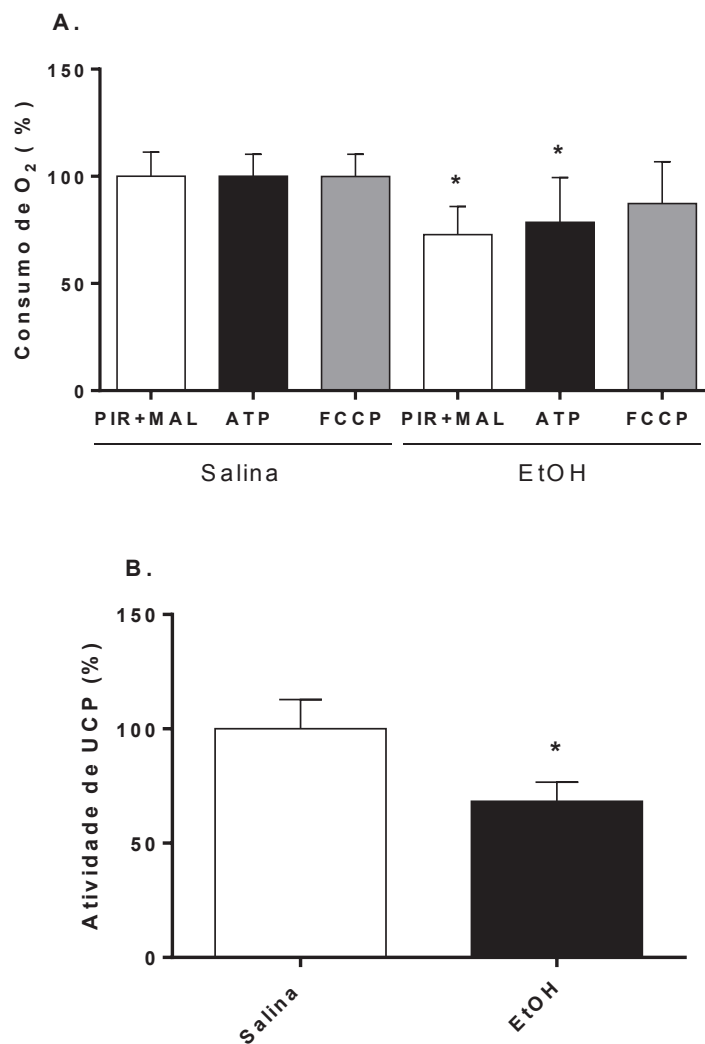 A.
150
100
50
0
Consumo de O2 ( %)
* *
PIR+MAL ATP FCCP PIR+MAL ATP FCCP
Salina EtOH
B.
150
100
50
0
Atividade de UCP (%)
*
Salina EtOH